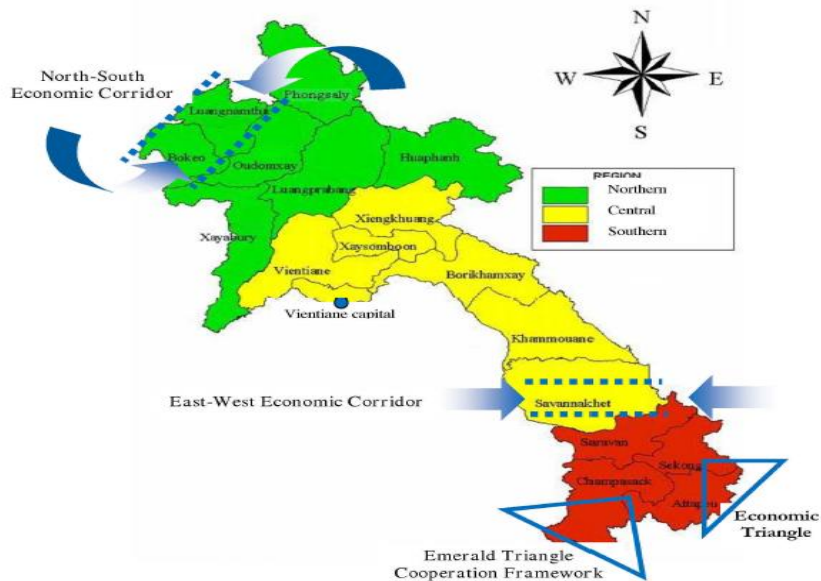 N
W
E
S
North-South
Economic Corridor
Phongsaly
Luangnamtha
Bokeo
Oudomxay
Huaphanh
Luangprabang
REGION
Northern
Central
Southern
Xiengkhuang
Xayabury
Xaysomboon
Vientiane
Borikhamxay
Vientiane capital
Khammouane
East-West Economic Corridor
Savannakhet
Saravan
Sekong
Champasack
Attapeu
Economic
Triangle
Emerald Triangle
Cooperation Framework